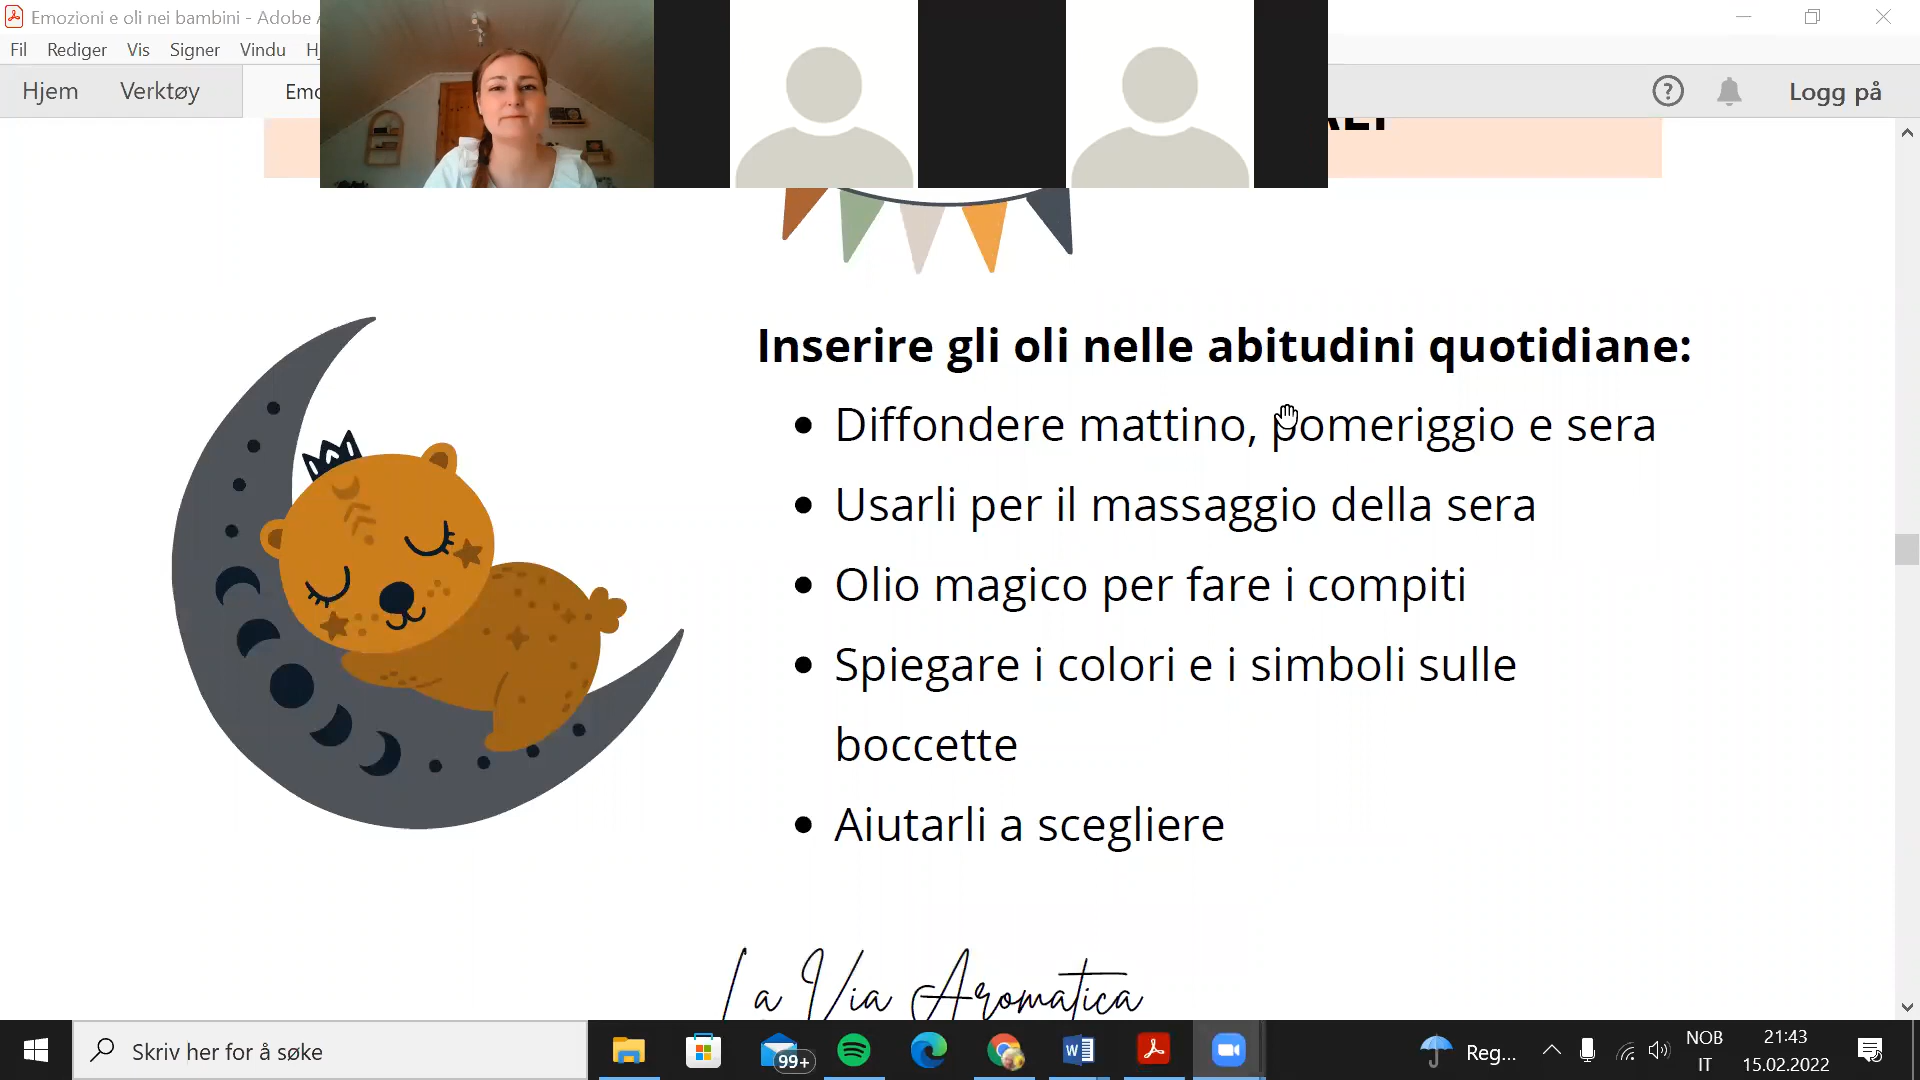 Emozioni e oli nei bambini - Adobe
Fil Rediger Vis Signer Vindu
Hjem Verktøy Logg på
Inserire gli oli nelle abitudini quotidiane:
• Diffondere mattino, pomeriggio e sera
• Usarli per il massaggio della sera
• Olio magico per fare i compiti
• Spiegare i colori e i simboli sulle
boccette
• Aiutarli a scegliere
La Via Aromatica
Skriv her for å søke
99+
Reg...
NOB
IT
21:43
15.02.2022